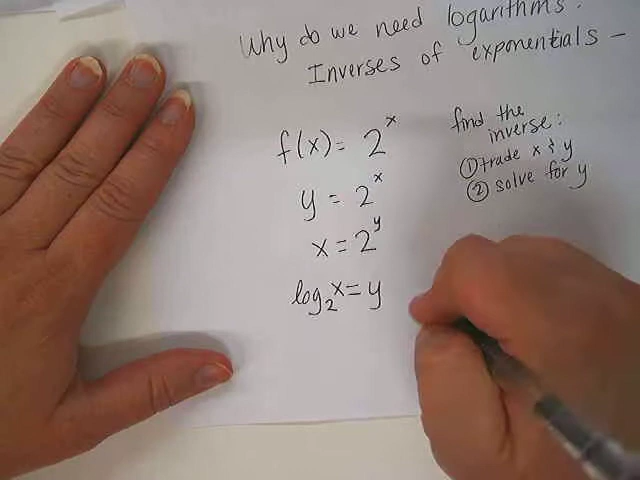 Why do we need logarithms?
Inverses of exponentials –
f(x) = 2^x
y = 2^x
x = 2^y
log₂x = y
find the
inverse:
① trade x & y
② solve for y